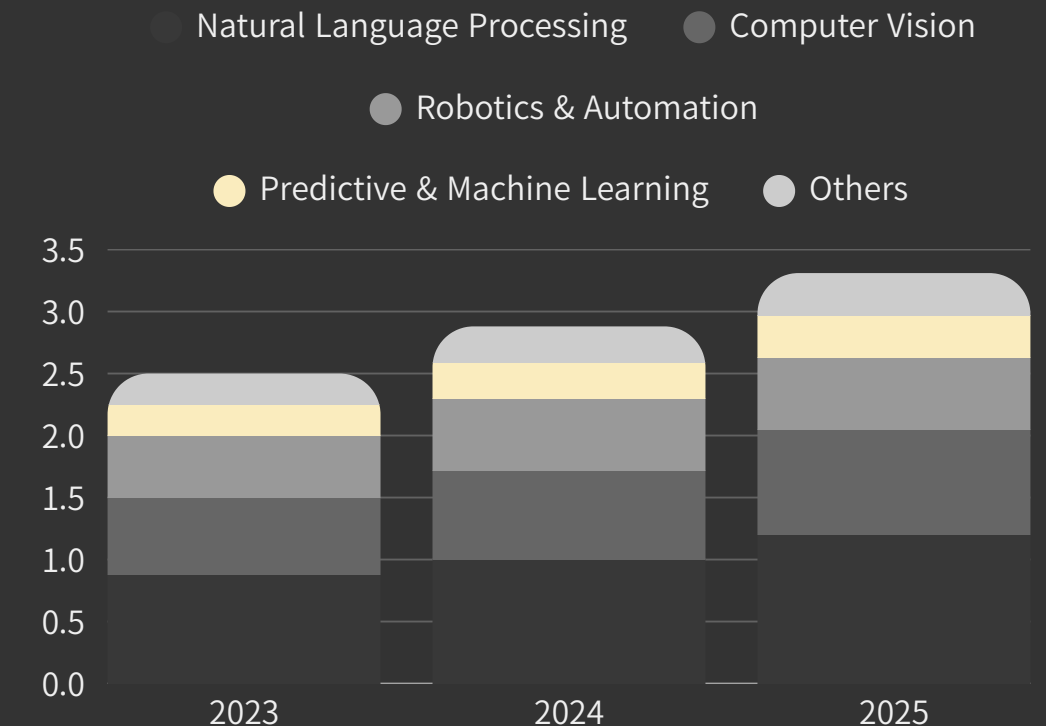 Natural Language Processing Computer Vision
Robotics & Automation
Predictive & Machine Learning Others
3.5
3.0
2.5
2.0
1.5
1.0
0.5
0.0
2023 2024 2025